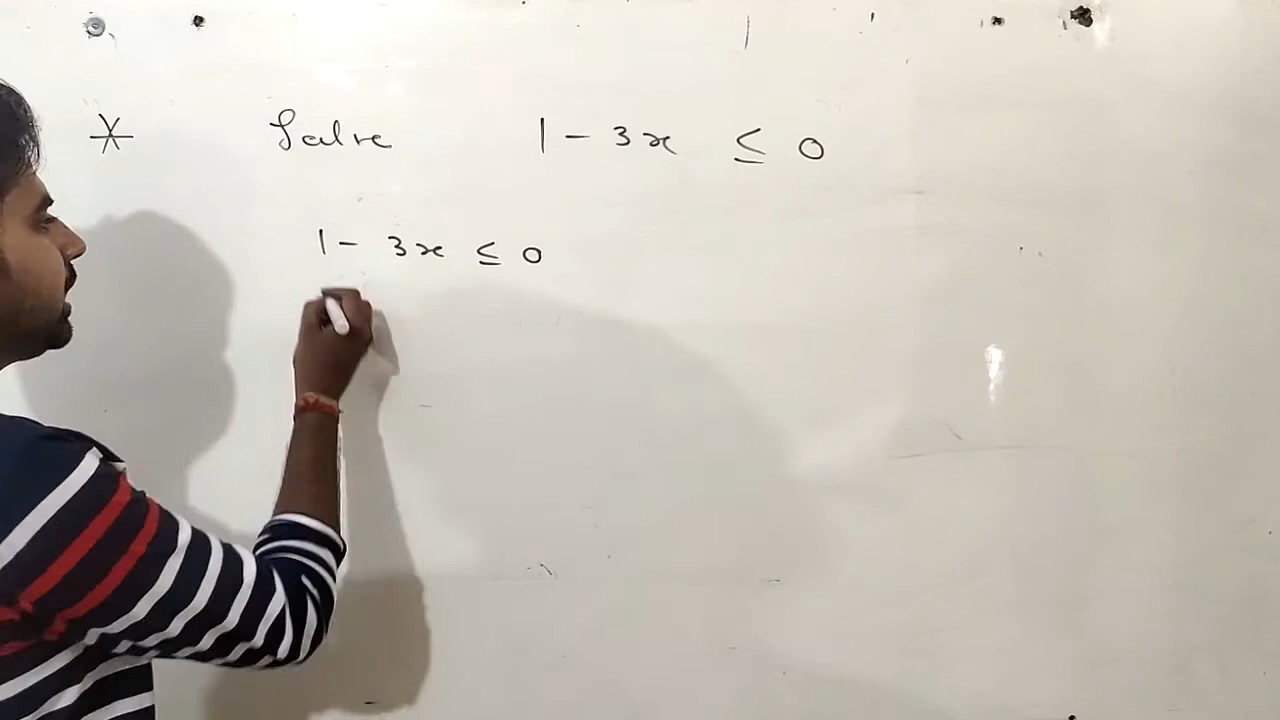 * Solve 1 - 3x ≤ 0
1 - 3x ≤ 0